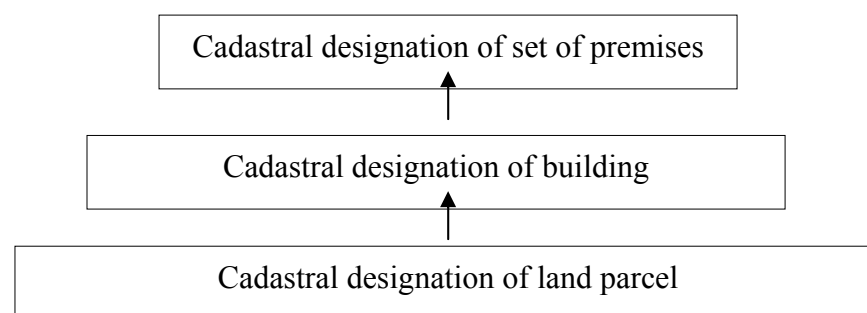 Cadastral designation of set of premises
Cadastral designation of building
Cadastral designation of land parcel